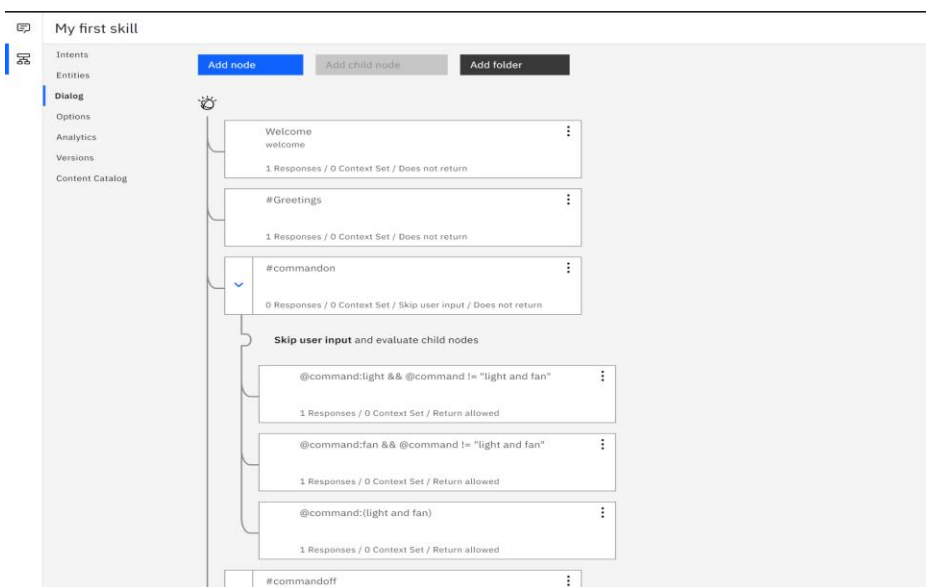 My first skill
Intents
Entities
Dialog
Options
Analytics
Versions
Content Catalog
Add node
Add child node
Add folder
Welcome
welcome
1 Responses / 0 Context Set / Does not return
#Greetings
1 Responses / 0 Context Set / Does not return
#commandon
0 Responses / 0 Context Set / Skip user input / Does not return
Skip user input and evaluate child nodes
@command:light && @command != "light and fan"
1 Responses / 0 Context Set / Return allowed
@command:fan && @command != "light and fan"
1 Responses / 0 Context Set / Return allowed
@command:(light and fan)
1 Responses / 0 Context Set / Return allowed
#commandoff